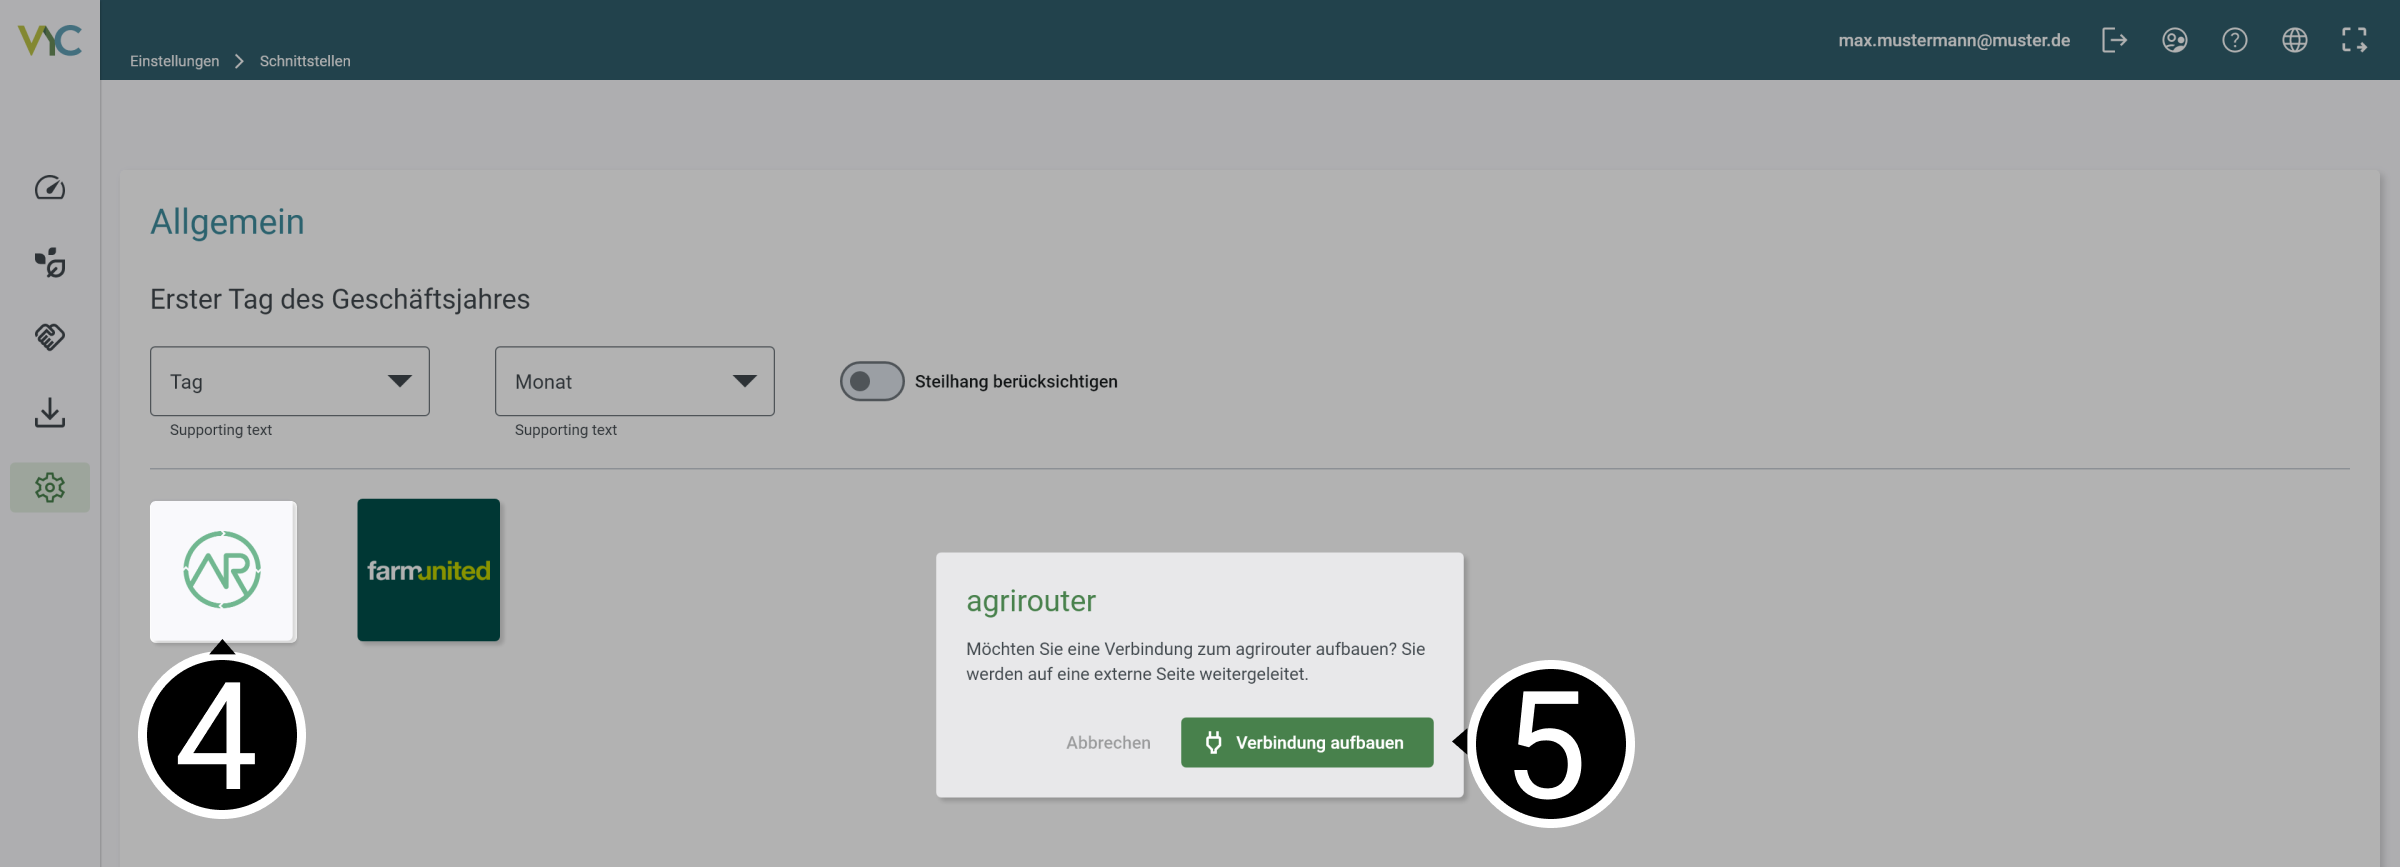 VYC
max.mustermann@muster.de
Einstellungen
Schnittstellen
Allgemein
Erster Tag des Geschäftsjahres
Tag
Monat
Steilhang berücksichtigen
Supporting text
Supporting text
AR
farmunited
agrirouter
Möchten Sie eine Verbindung zum agrirouter aufbauen? Sie
werden auf eine externe Seite weitergeleitet.
Abbrechen
Verbindung aufbauen
4
5